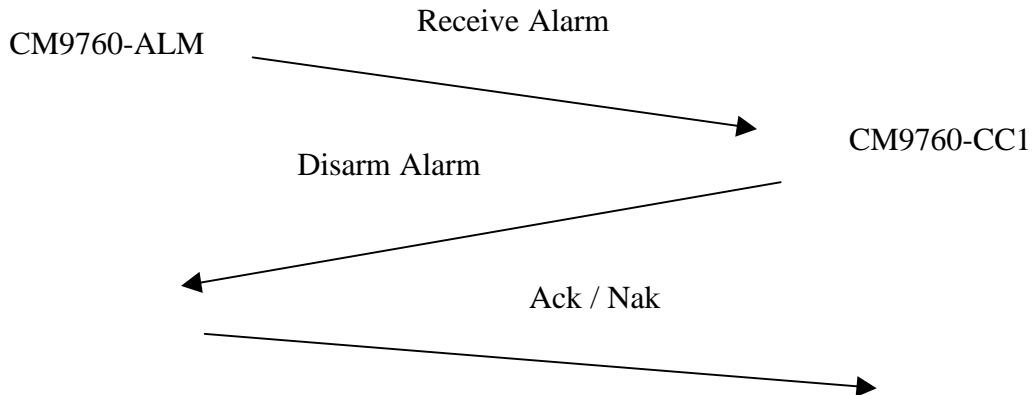 Receive Alarm
CM9760-ALM
CM9760-CC1
Disarm Alarm
Ack / Nak